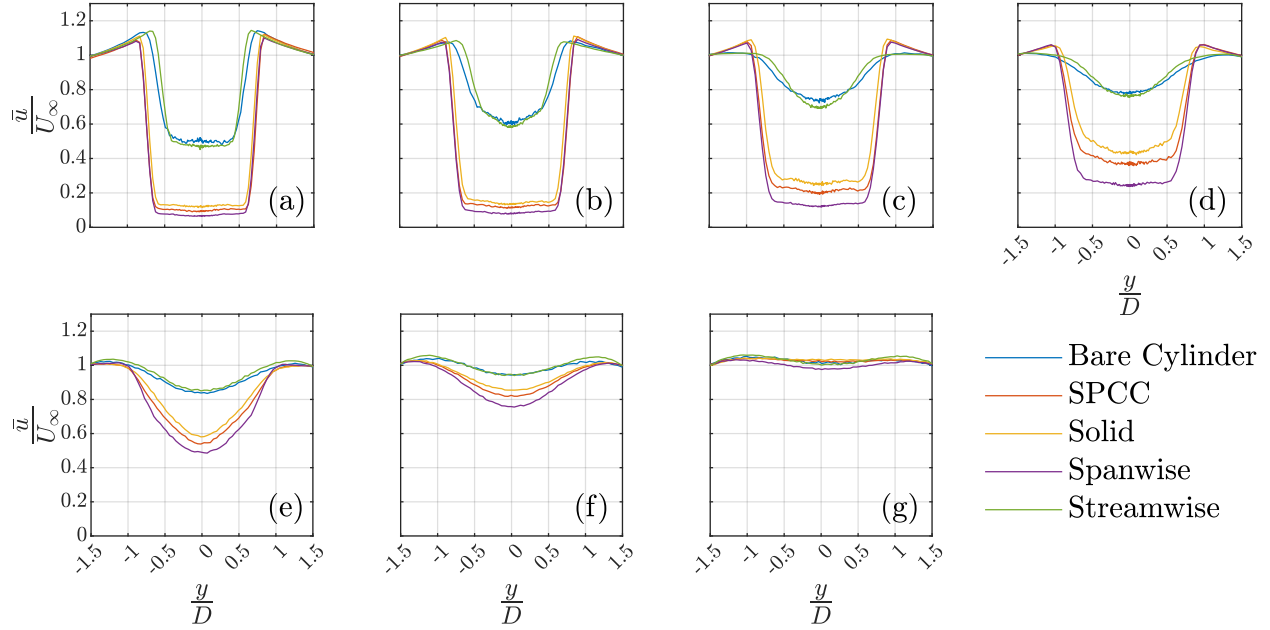 1.2
1
0.8
0.6
0.4
0.2
0
ū/U∞
(a)
(b)
(c)
(d)
-1.5 -1 -0.5 0 0.5 1 1.5
y/D
1.2
1
0.8
0.6
0.4
0.2
0
ū/U∞
(e)
(f)
(g)
-1.5 -1 -0.5 0 0.5 1 1.5
-1.5 -1 -0.5 0 0.5 1 1.5
-1.5 -1 -0.5 0 0.5 1 1.5
y/D
y/D
y/D
Bare Cylinder
SPCC
Solid
Spanwise
Streamwise